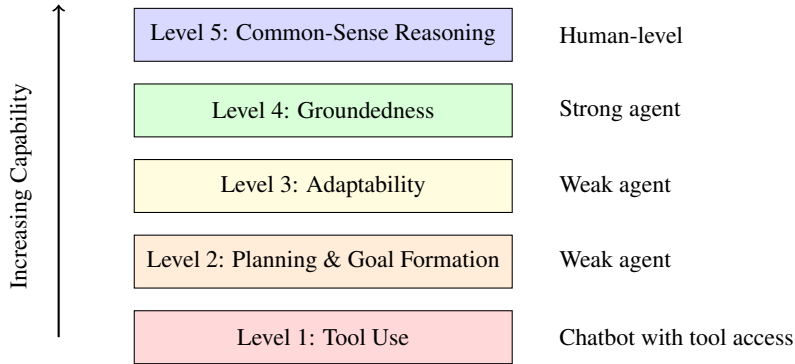 Increasing Capability
Level 5: Common-Sense Reasoning Human-level
Level 4: Groundedness Strong agent
Level 3: Adaptability Weak agent
Level 2: Planning & Goal Formation Weak agent
Level 1: Tool Use Chatbot with tool access